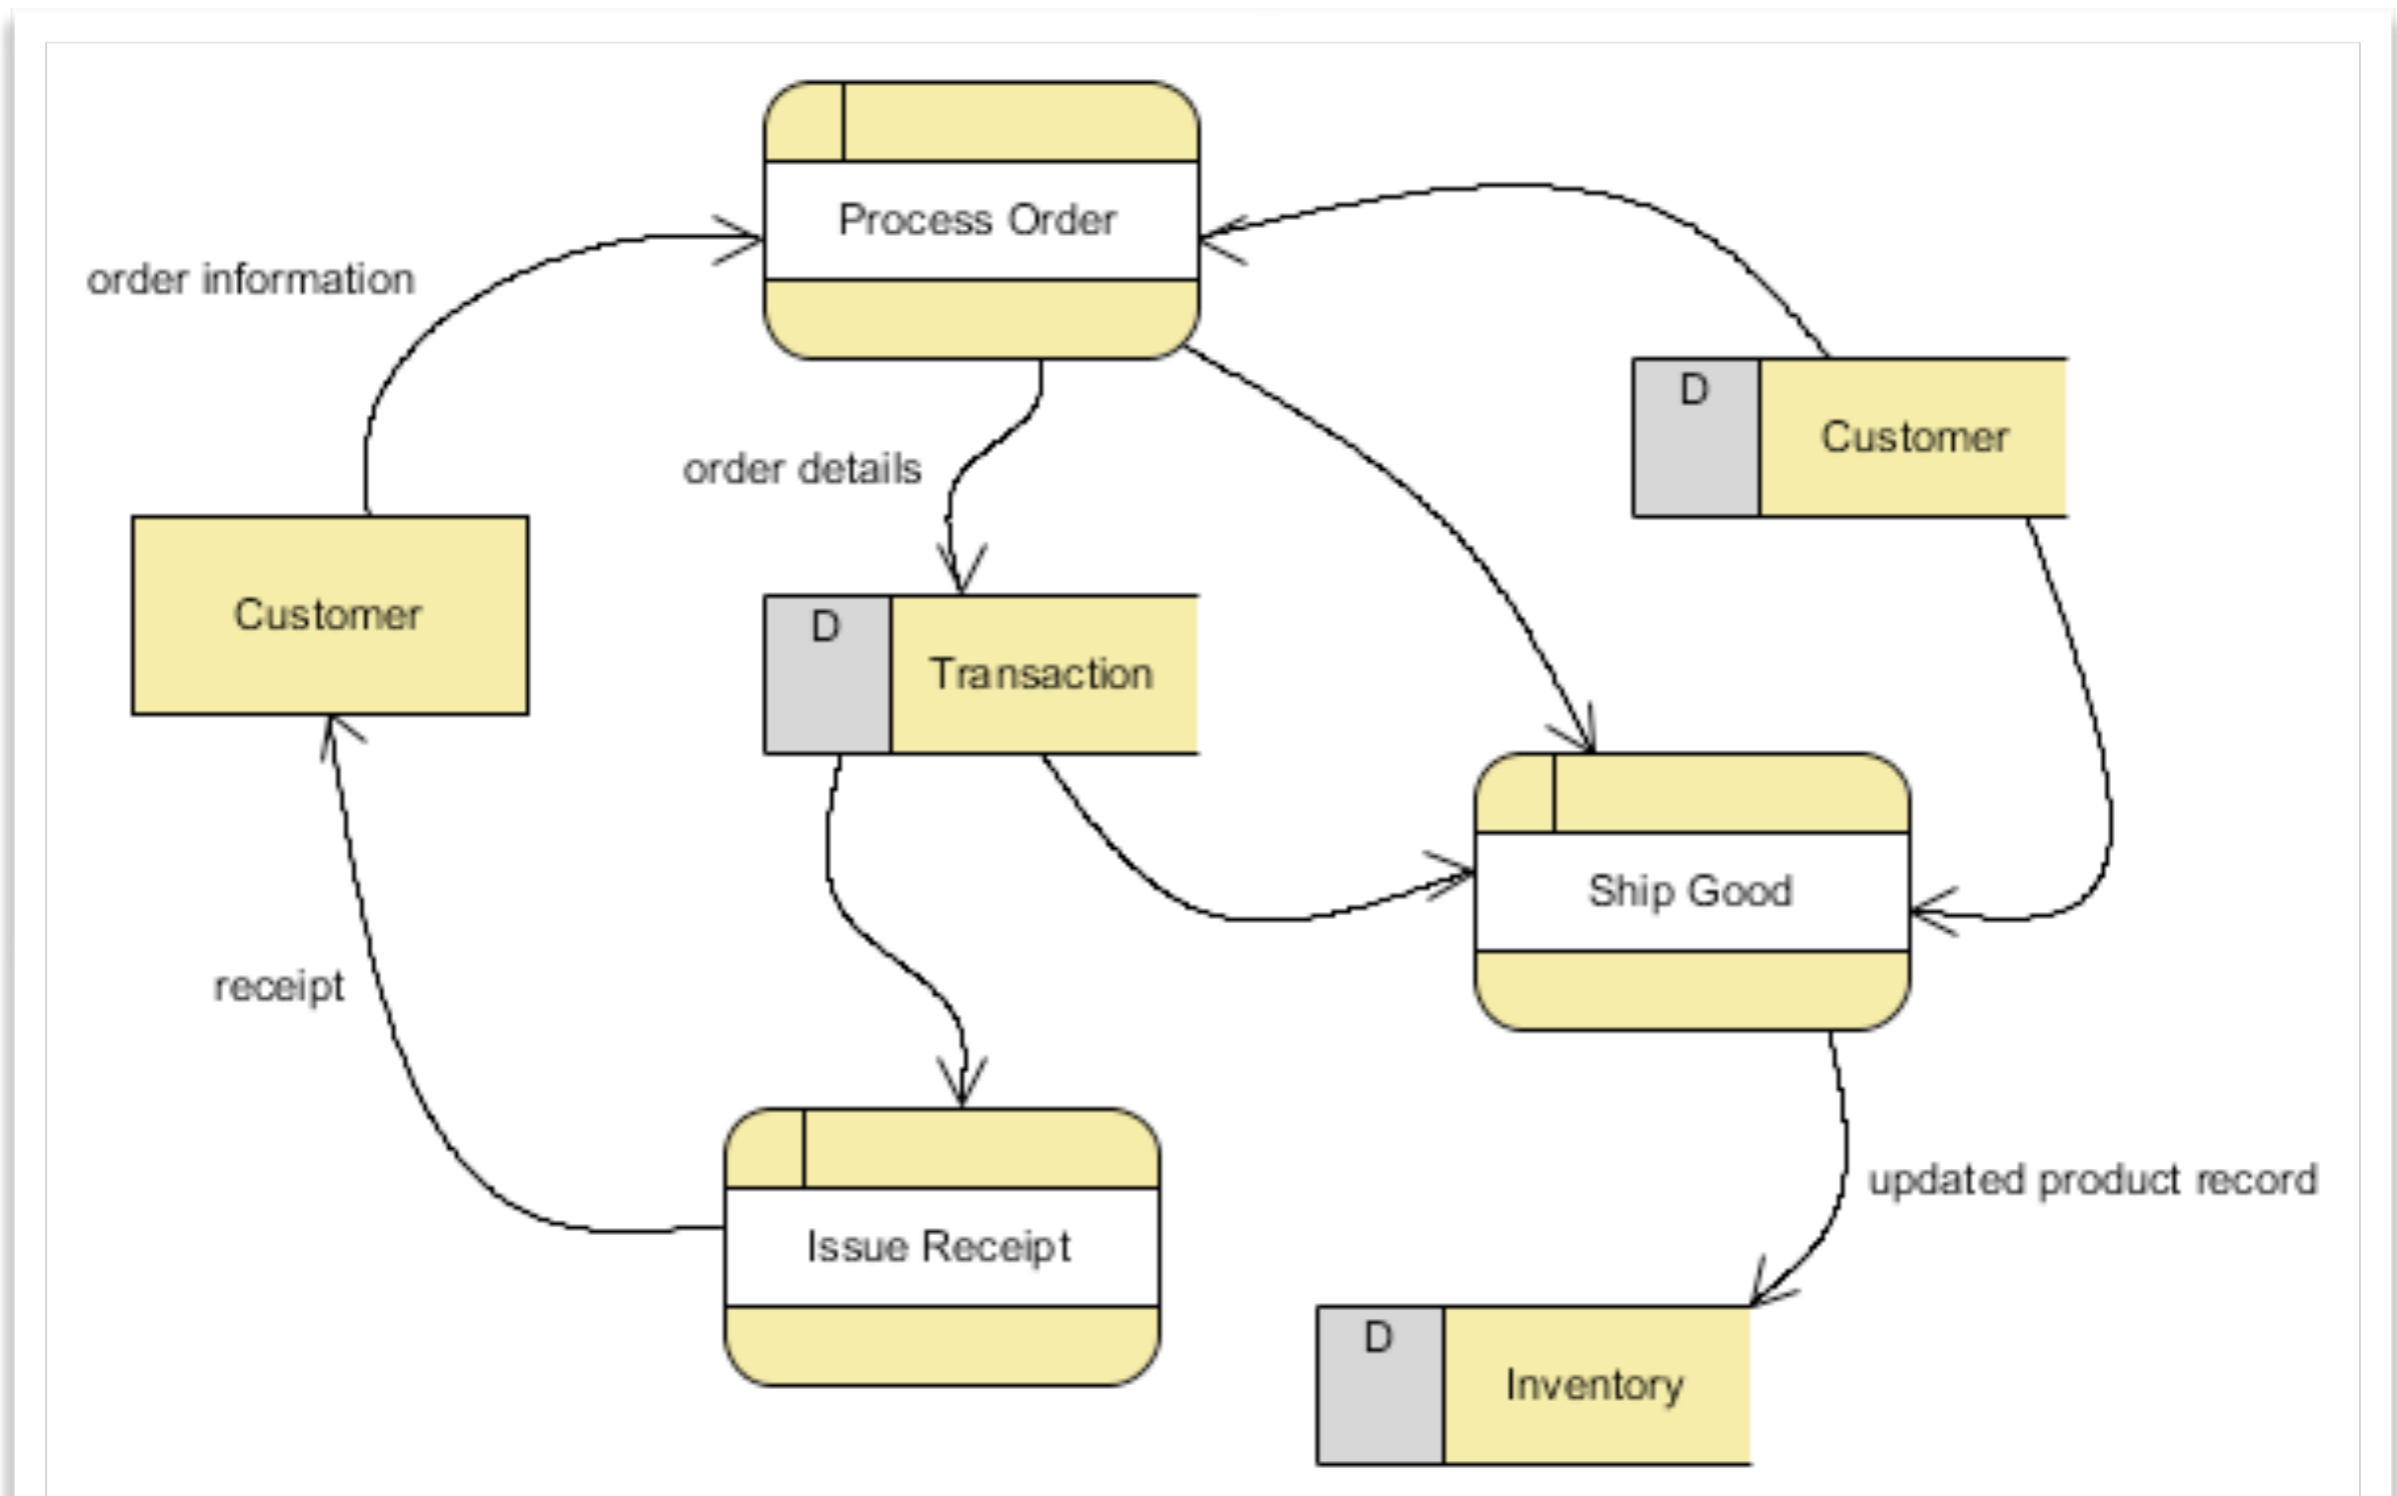 Process Order
order information
D
Customer
order details
Customer
D
Transaction
Ship Good
receipt
updated product record
Issue Receipt
D
Inventory